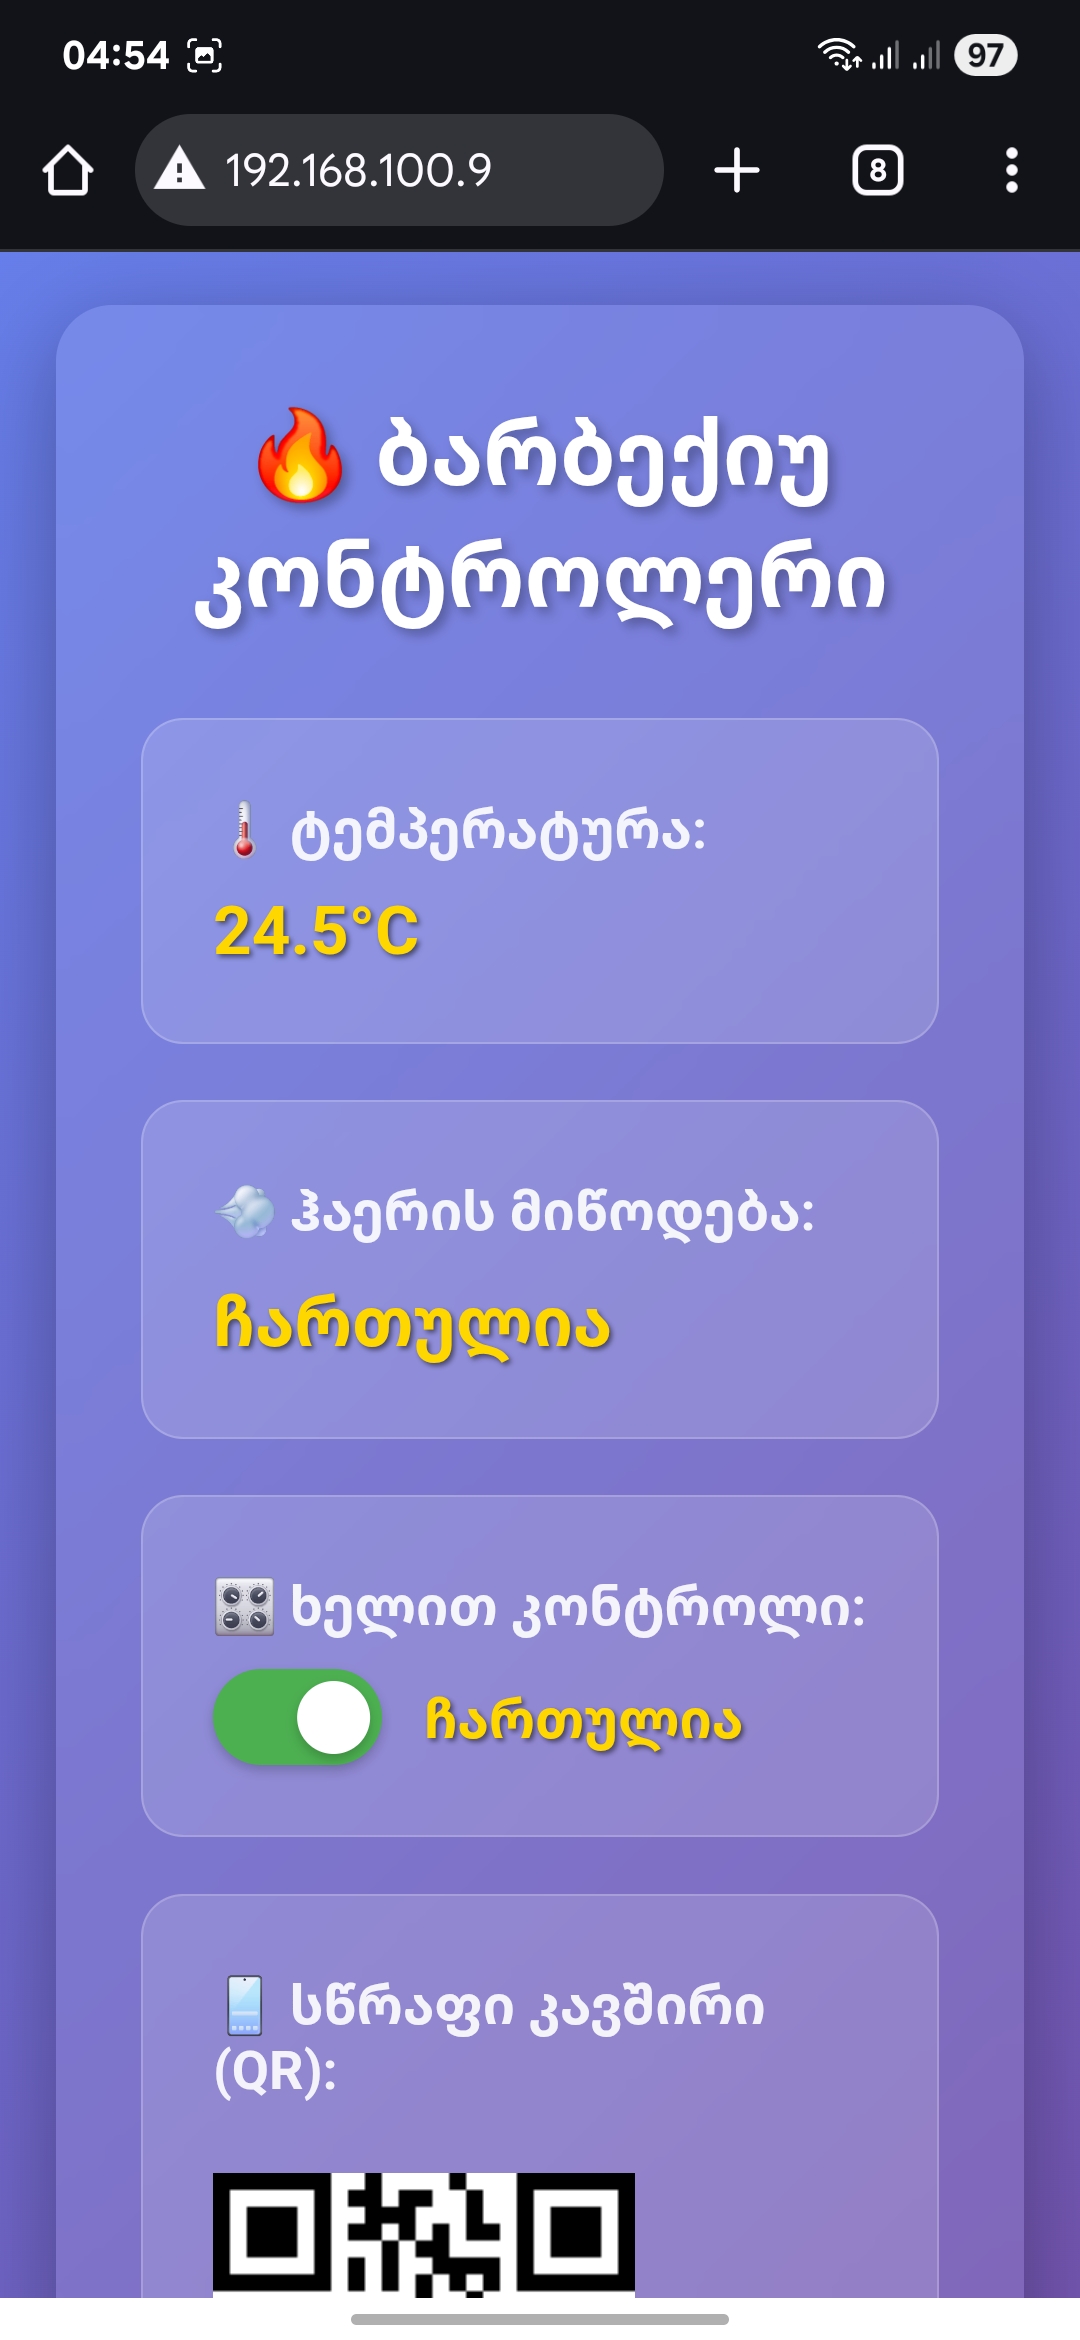 04:54
97
192.168.100.9
8
ბარბექიუ
კონტროლერი
ტემპერატურა:
24.5°C
ჰაერის მიწოდება:
ჩართულია
ხელით კონტროლი:
ჩართულია
სწრაფი კავშირი
(QR):